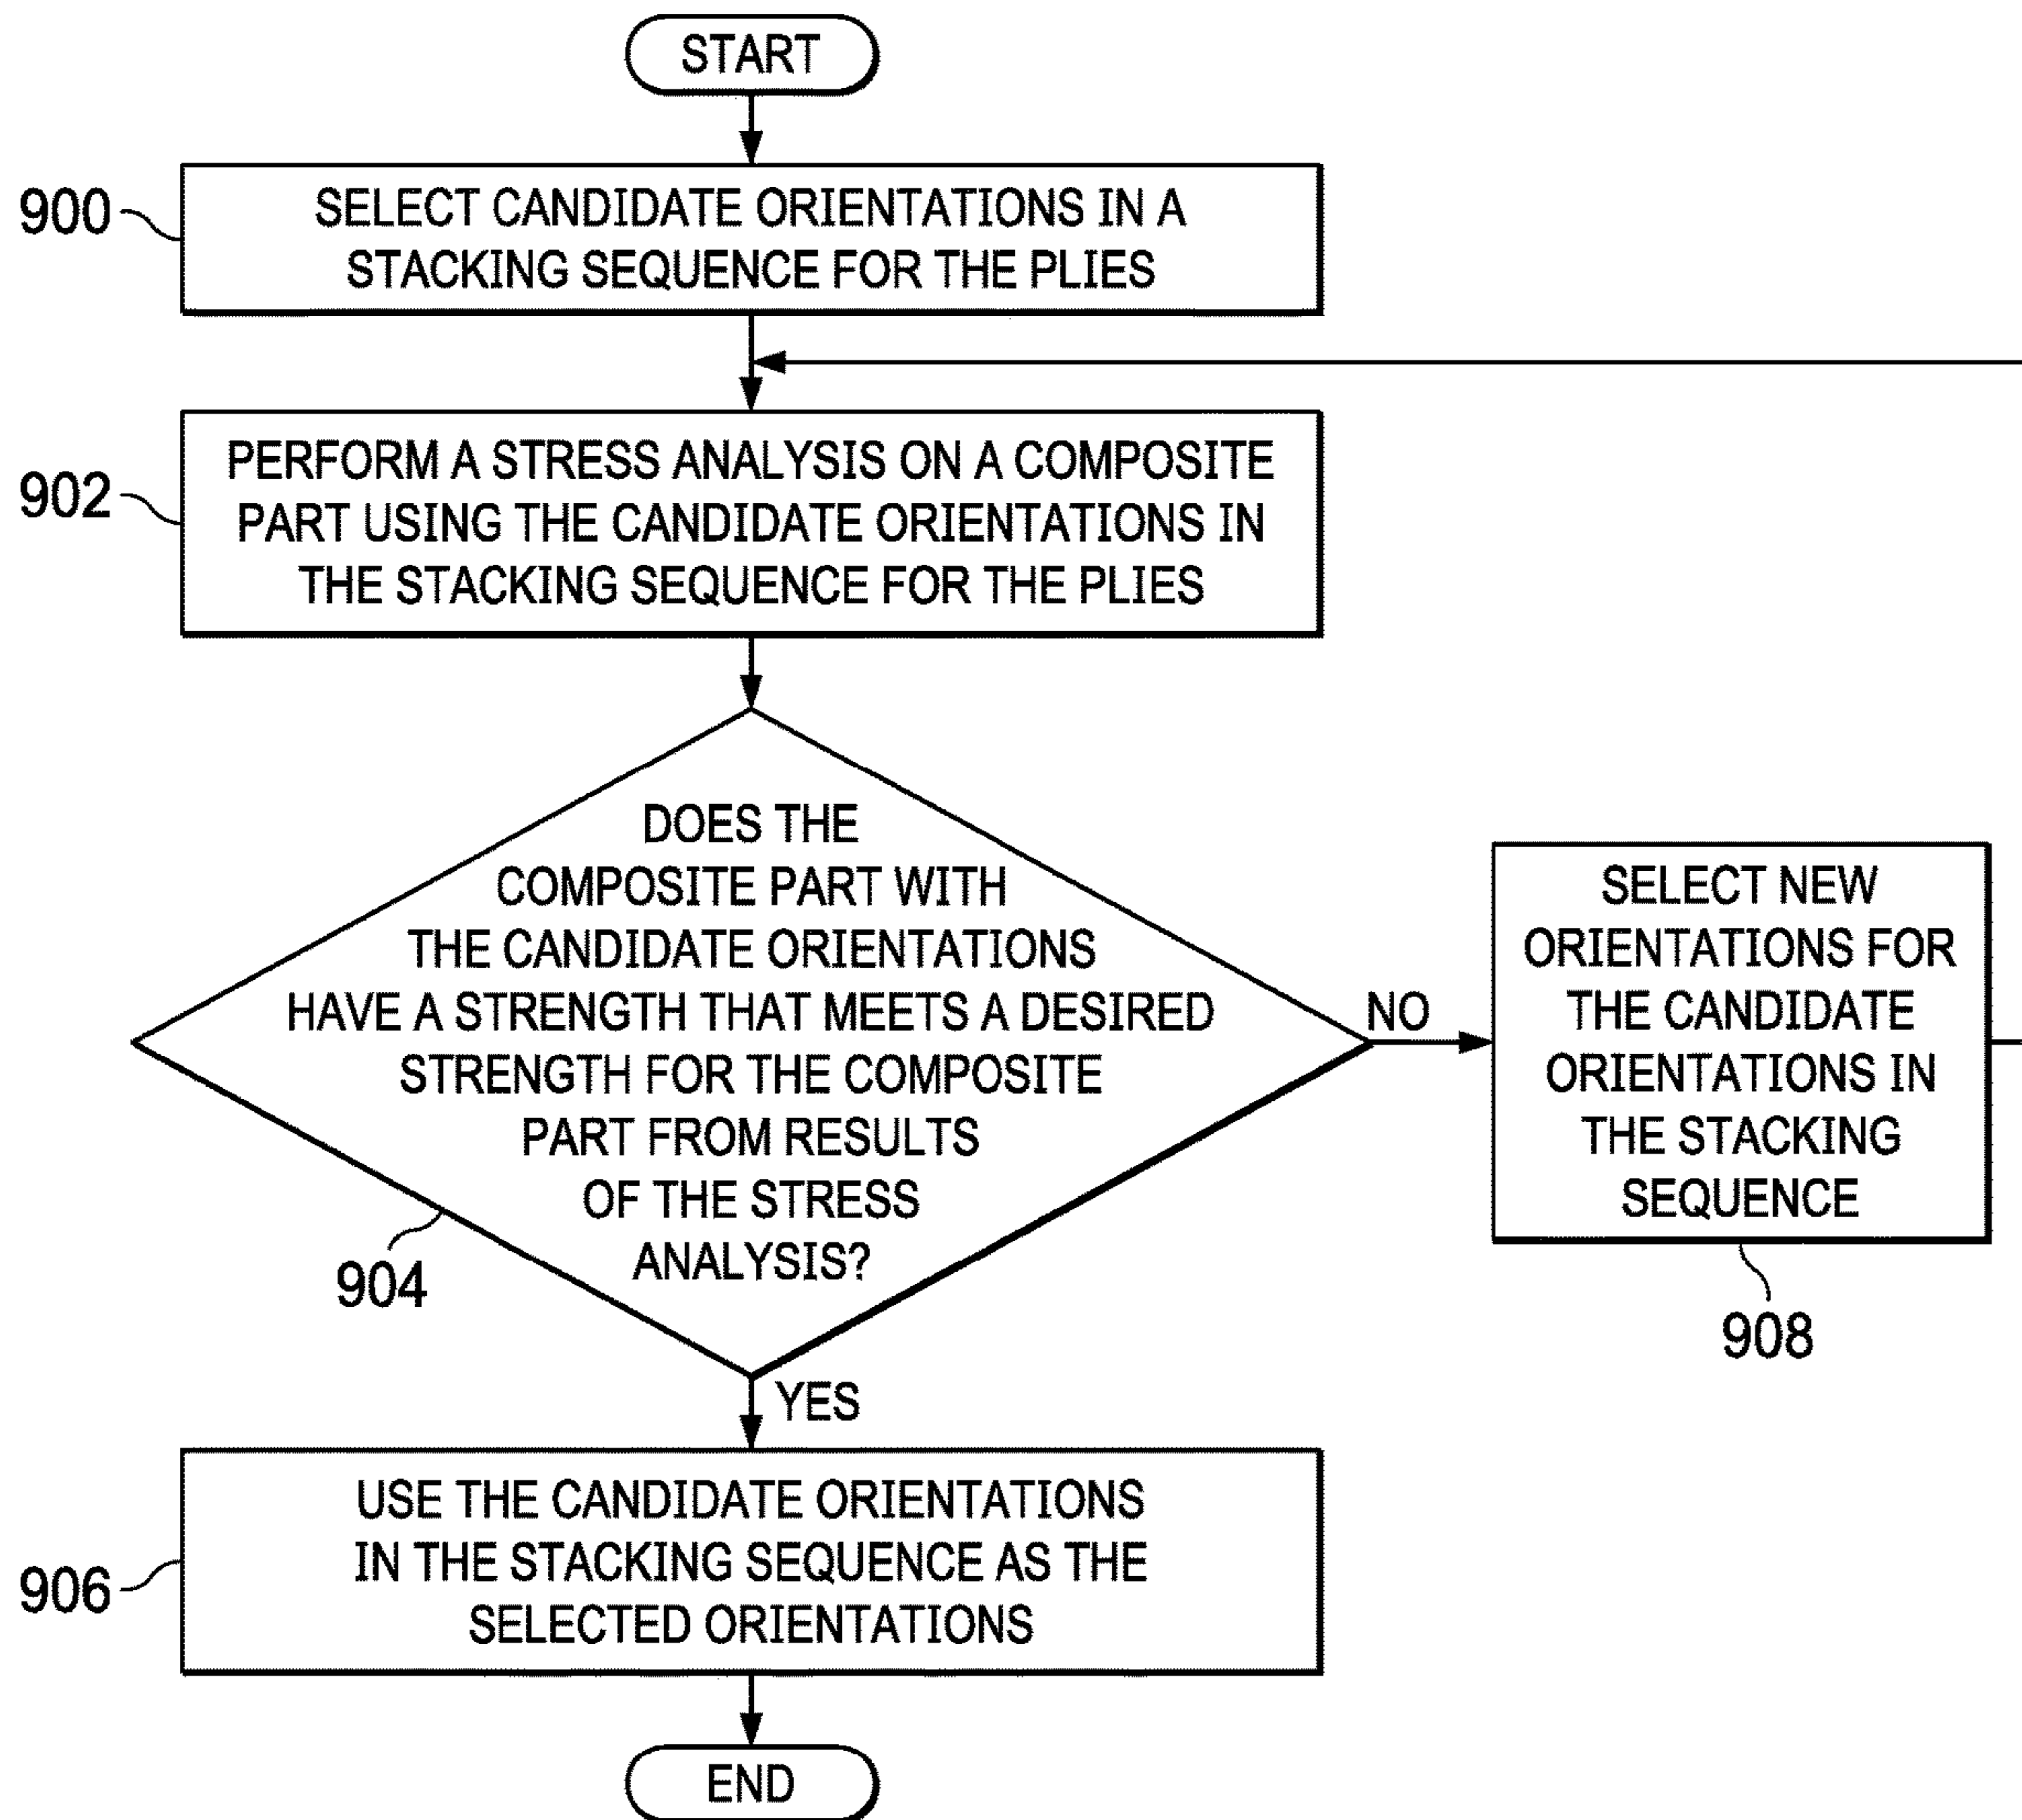 START
900
SELECT CANDIDATE ORIENTATIONS IN A
STACKING SEQUENCE FOR THE PLIES
902
PERFORM A STRESS ANALYSIS ON A COMPOSITE
PART USING THE CANDIDATE ORIENTATIONS IN
THE STACKING SEQUENCE FOR THE PLIES
DOES THE
COMPOSITE PART WITH
THE CANDIDATE ORIENTATIONS
HAVE A STRENGTH THAT MEETS A DESIRED
STRENGTH FOR THE COMPOSITE
PART FROM RESULTS
OF THE STRESS
ANALYSIS?
904
NO
SELECT NEW
ORIENTATIONS FOR
THE CANDIDATE
ORIENTATIONS IN
THE STACKING
SEQUENCE
908
YES
906
USE THE CANDIDATE ORIENTATIONS
IN THE STACKING SEQUENCE AS THE
SELECTED ORIENTATIONS
END